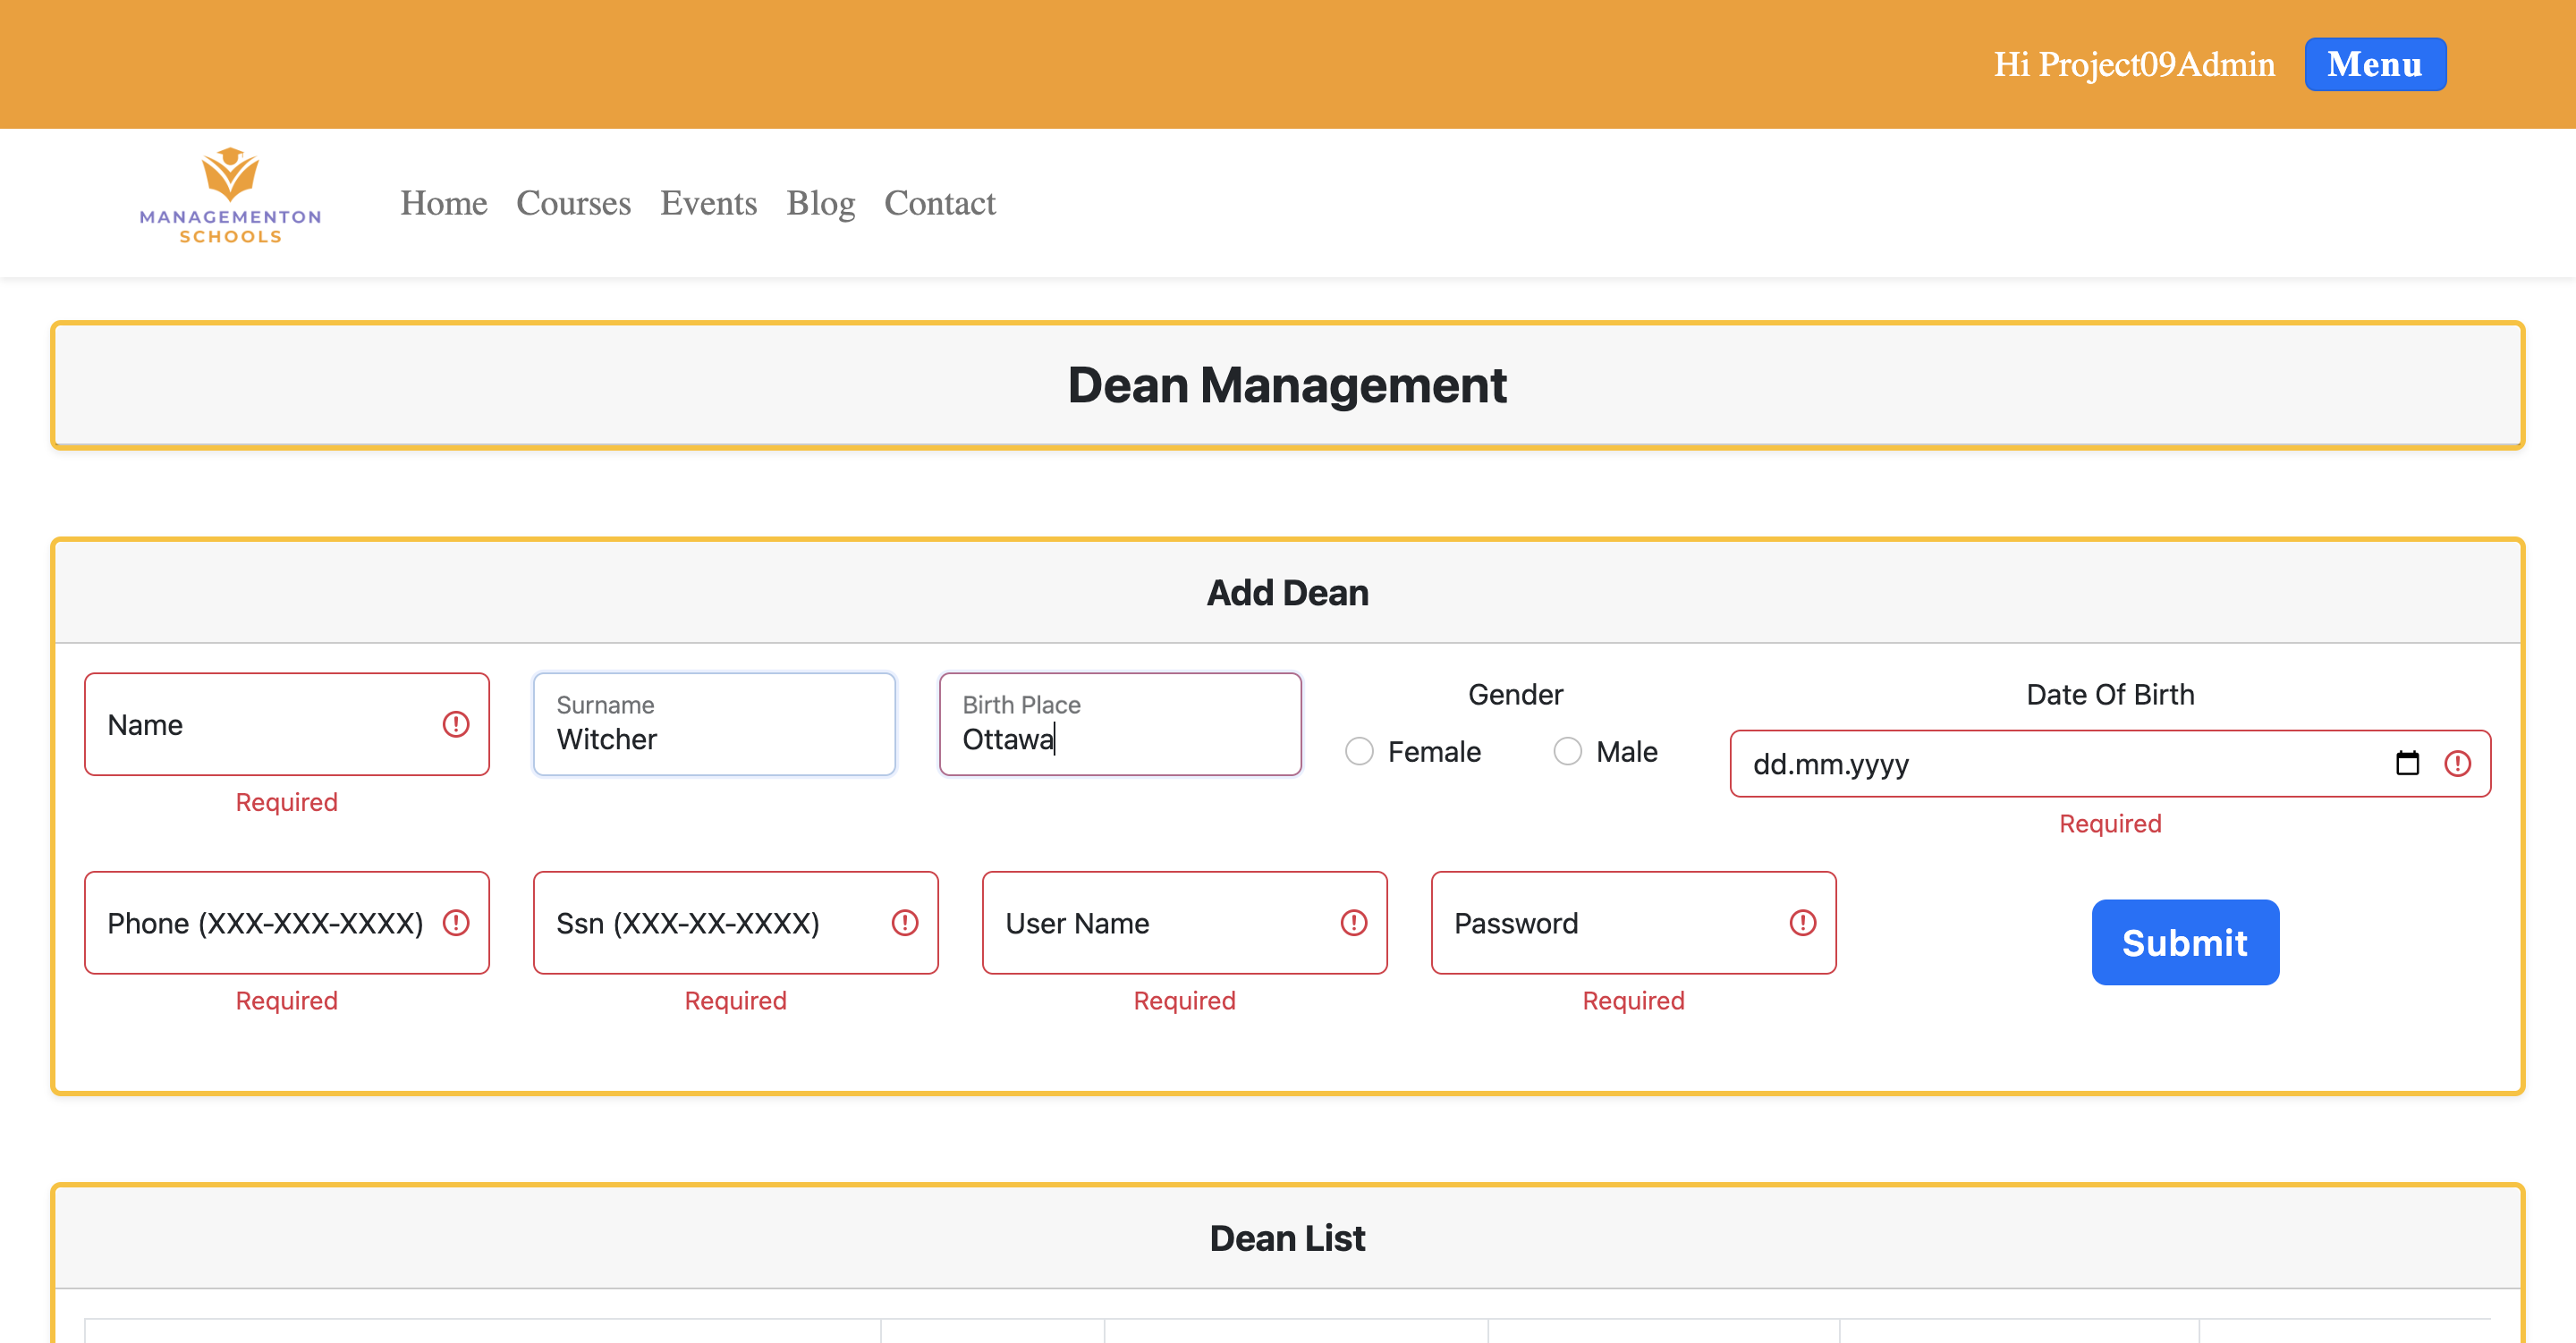 Hi Project09Admin Menu
MANAGEMENTON
SCHOOLS
Home Courses Events Blog Contact
Dean Management
Add Dean
Name
Required
Surname
Witcher
Birth Place
Ottawa
Gender
Female Male
Date Of Birth
dd.mm.yyyy
Required
Phone (XXX-XXX-XXXX)
Required
Ssn (XXX-XX-XXXX)
Required
User Name
Required
Password
Required
Submit
Dean List